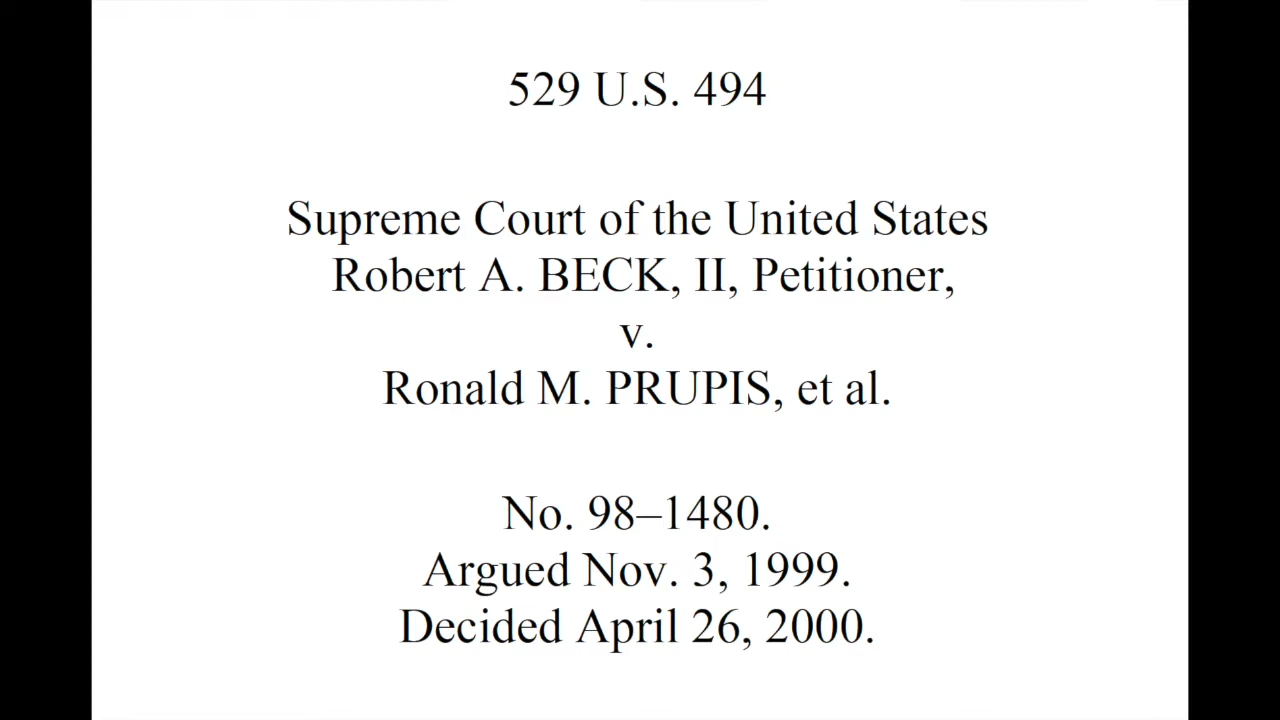 529 U.S. 494
Supreme Court of the United States
Robert A. BECK, II, Petitioner,
v.
Ronald M. PRUPIS, et al.
No. 98–1480.
Argued Nov. 3, 1999.
Decided April 26, 2000.